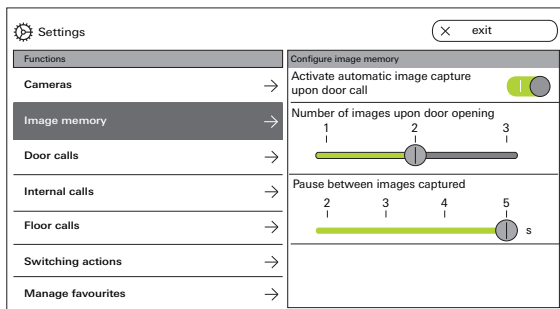 Settings
× exit
Functions
Cameras
Image memory
Door calls
Internal calls
Floor calls
Switching actions
Manage favourites
Configure image memory
Activate automatic image capture
upon door call
Number of images upon door opening
1 2 3
Pause between images captured
2 3 4 5
s